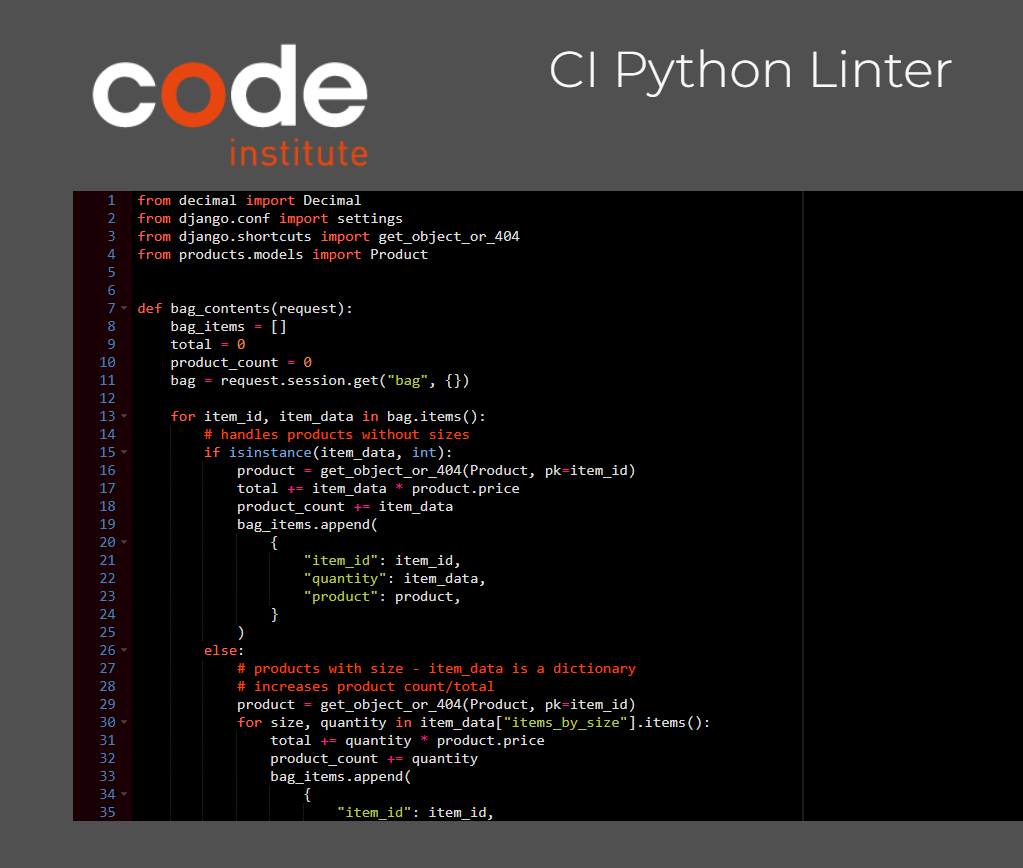 code
institute
CI Python Linter
1 from decimal import Decimal
2 from django.conf import settings
3 from django.shortcuts import get_object_or_404
4 from products.models import Product
5
6
7 def bag_contents(request):
8     bag_items = []
9     total = 0
10     product_count = 0
11     bag = request.session.get("bag", {})
12
13     for item_id, item_data in bag.items():
14         # handles products without sizes
15         if isinstance(item_data, int):
16             product = get_object_or_404(Product, pk=item_id)
17             total += item_data * product.price
18             product_count += item_data
19             bag_items.append(
20                 {
21                     "item_id": item_id,
22                     "quantity": item_data,
23                     "product": product,
24                 }
25             )
26         else:
27             # products with size - item_data is a dictionary
28             # increases product count/total
29             product = get_object_or_404(Product, pk=item_id)
30             for size, quantity in item_data["items_by_size"].items():
31                 total += quantity * product.price
32                 product_count += quantity
33                 bag_items.append(
34                     {
35                         "item_id": item_id,